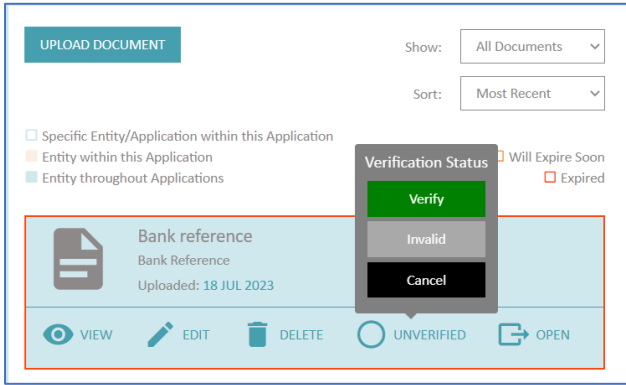 UPLOAD DOCUMENT
Show: All Documents
Sort: Most Recent
Specific Entity/Application within this Application
Entity within this Application
Entity throughout Applications
Will Expire Soon
Expired
Verification Status
Verify
Invalid
Cancel
Bank reference
Bank Reference
Uploaded: 18 JUL 2023
VIEW EDIT DELETE UNVERIFIED OPEN